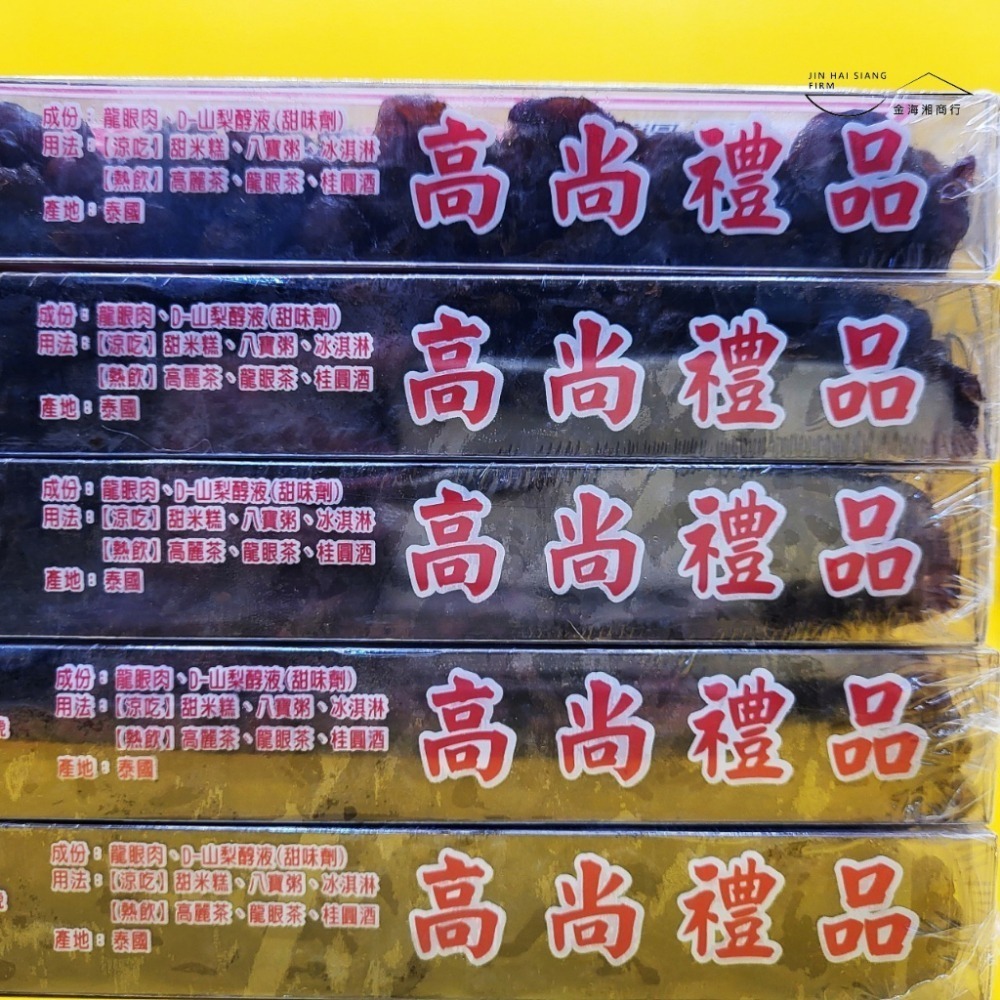 JIN HAI SIANG
FIRM
金海湘商行
成份：龍眼肉、D-山梨醇液(甜味劑)
用法：【涼吃】甜米糕、八寶粥、冰淇淋
【熱飲】高麗茶、龍眼茶、桂圓酒
產地：泰國
高尚禮品
成份：龍眼肉、D-山梨醇液(甜味劑)
用法：【涼吃】甜米糕、八寶粥、冰淇淋
【熱飲】高麗茶、龍眼茶、桂圓酒
產地：泰國
高尚禮品
成份：龍眼肉、D-山梨醇液(甜味劑)
用法：【涼吃】甜米糕、八寶粥、冰淇淋
【熱飲】高麗茶、龍眼茶、桂圓酒
產地：泰國
高尚禮品
成份：龍眼肉、D-山梨醇液(甜味劑)
用法：【涼吃】甜米糕、八寶粥、冰淇淋
【熱飲】高麗茶、龍眼茶、桂圓酒
產地：泰國
高尚禮品
成份：龍眼肉、D-山梨醇液(甜味劑)
用法：【涼吃】甜米糕、八寶粥、冰淇淋
【熱飲】高麗茶、龍眼茶、桂圓酒
產地：泰國
高尚禮品